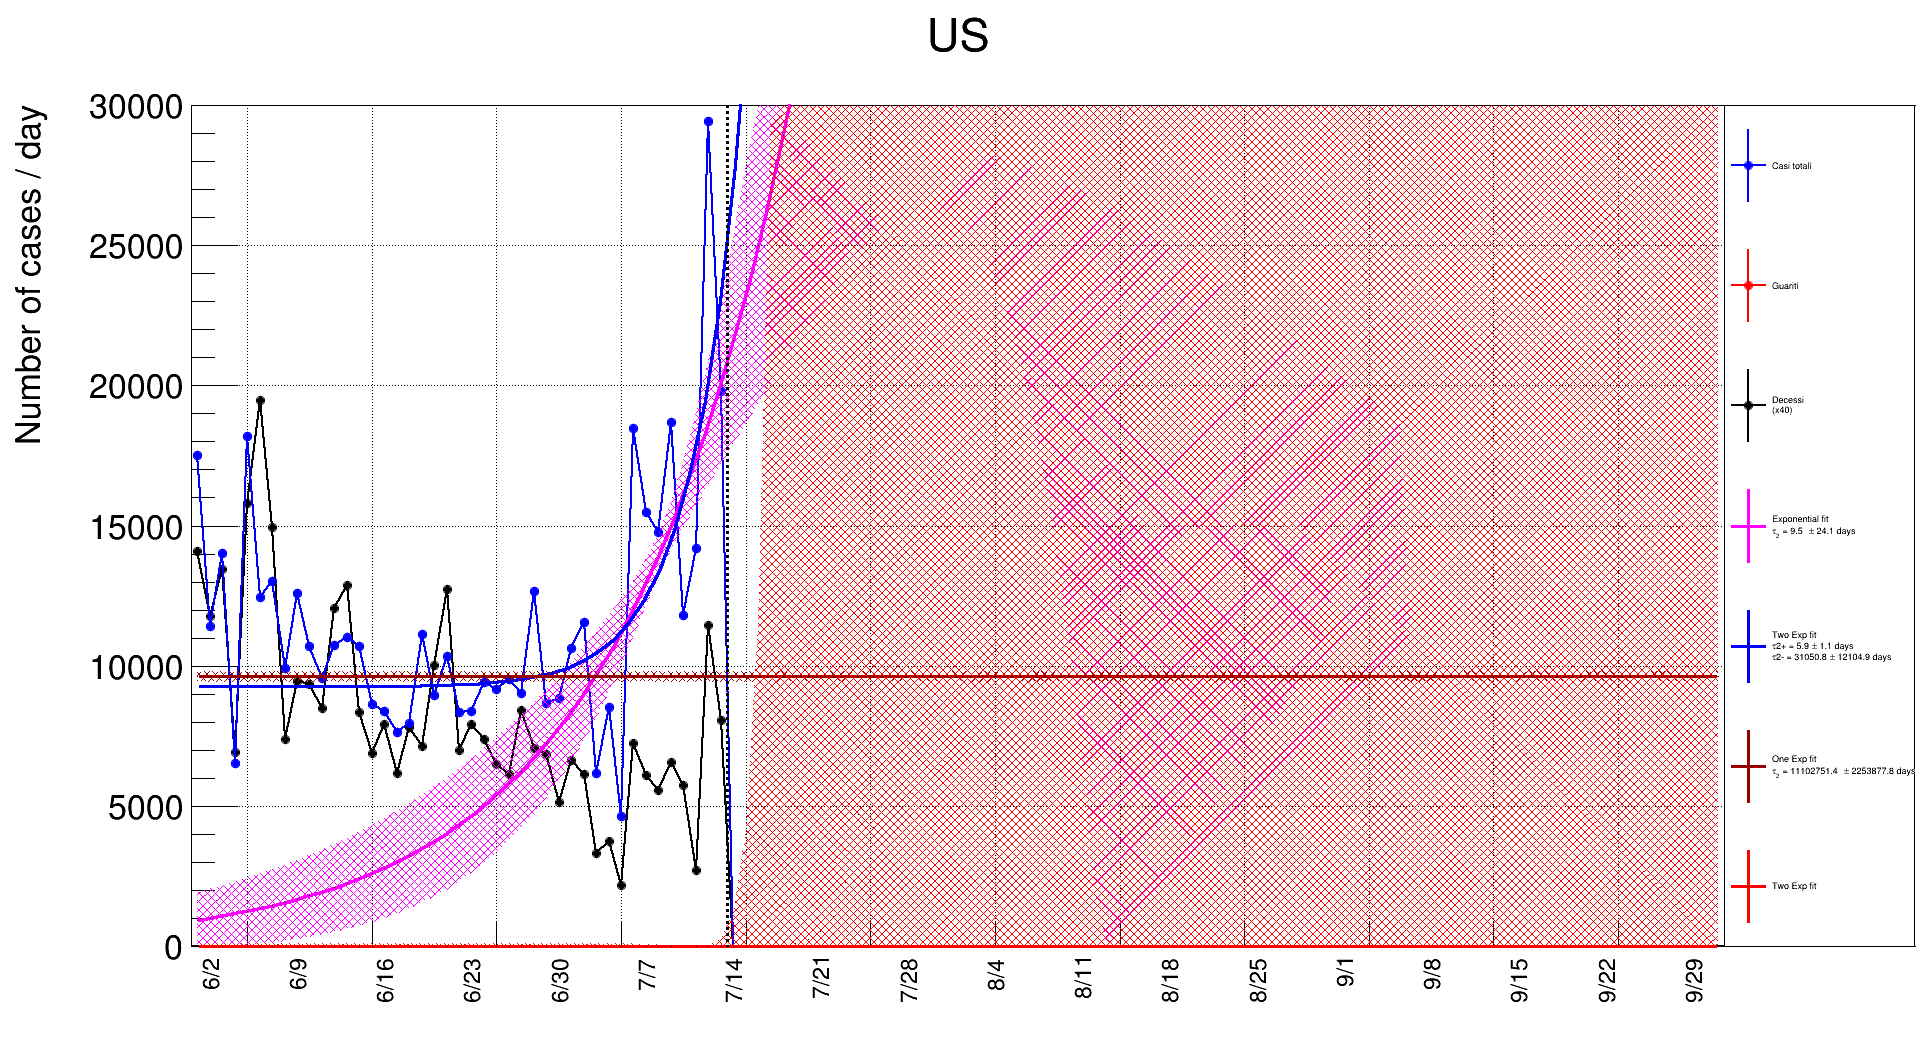 US
Number of cases / day
30000
25000
20000
15000
10000
5000
0
6/2
6/9
6/16
6/23
6/30
7/7
7/14
7/21
7/28
8/4
8/11
8/18
8/25
9/1
9/8
9/15
9/22
9/29
Casi totali
Guariti
Decessi
(x40)
Exponential fit
τ2 = 9.5 ± 24.1 days
Two Exp fit
τ2+ = 5.9 ± 1.1 days
τ2- = 31050.8 ± 12104.9 days
One Exp fit
τ2 = 11102751.4 ± 2253877.8 days
Two Exp fit